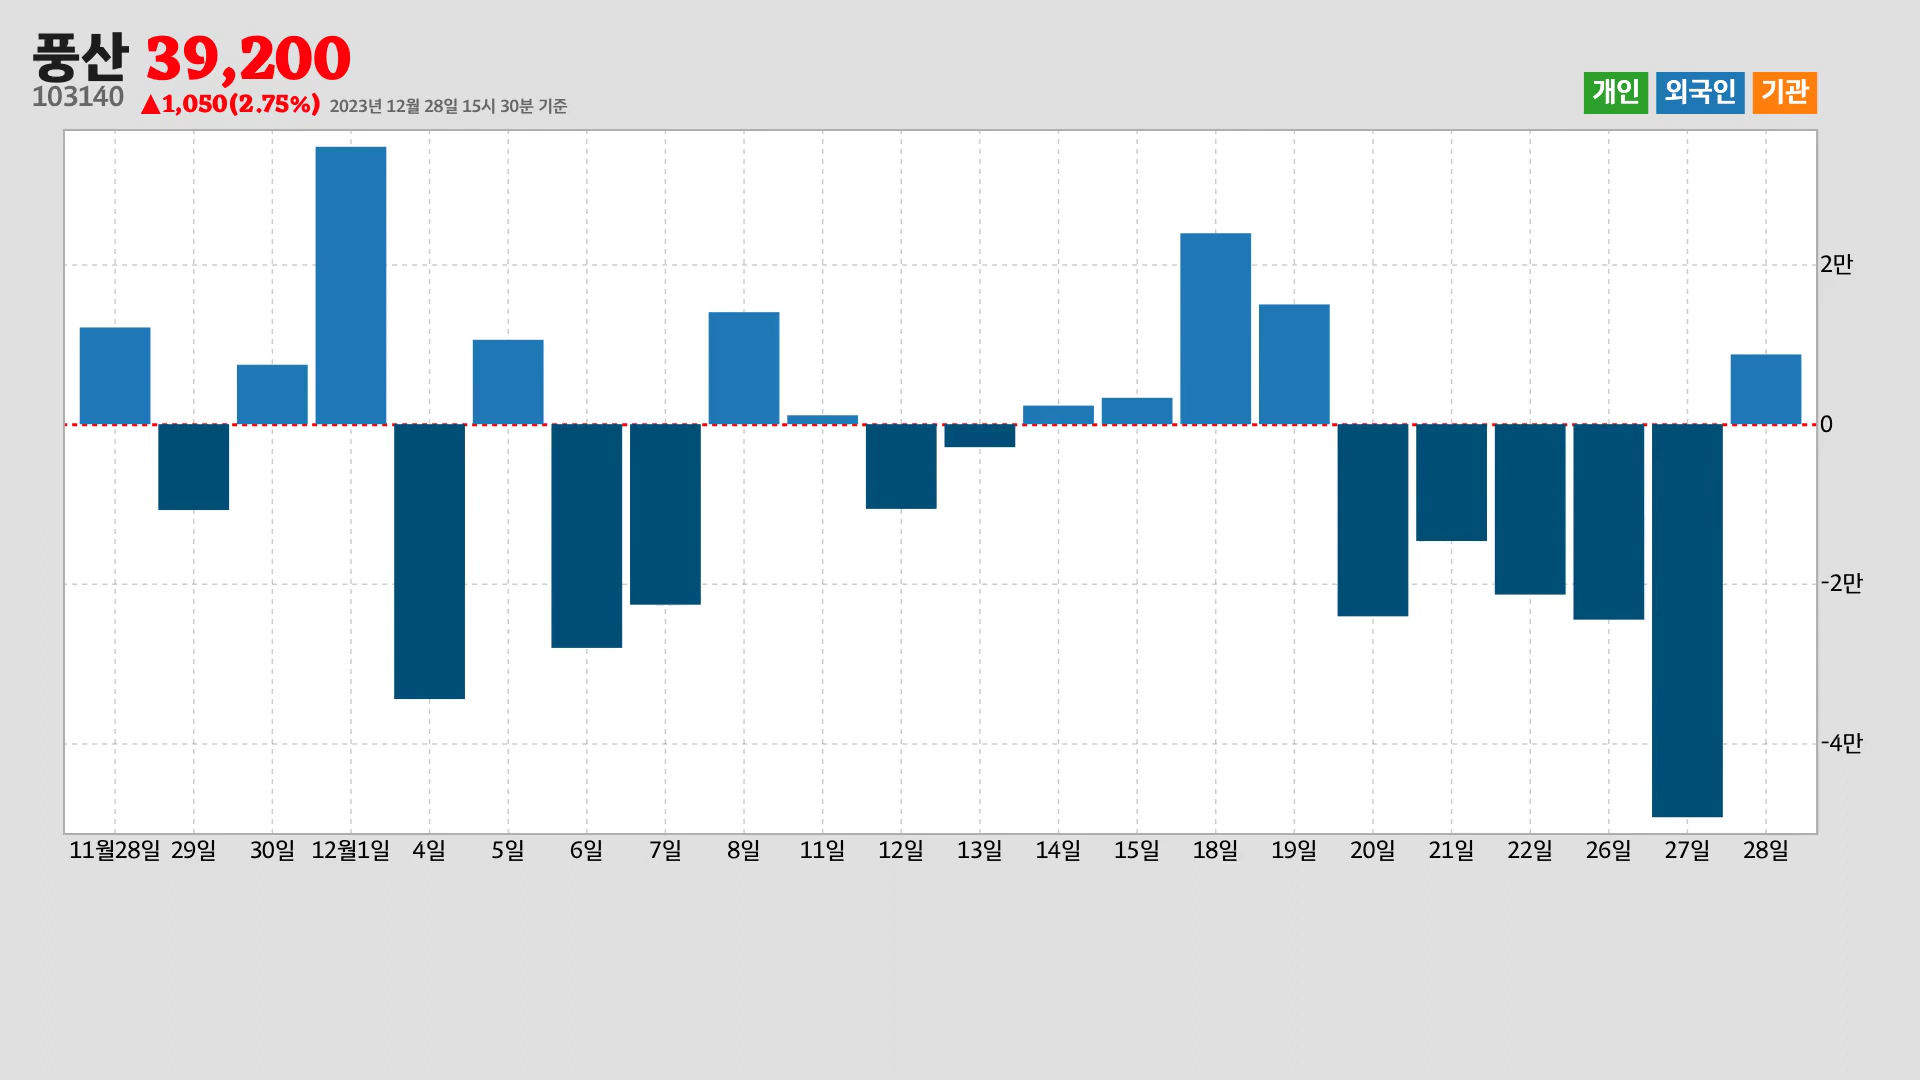 풍산 39,200
103140 ▲1,050(2.75%) 2023년 12월 28일 15시 30분 기준
개인 외국인 기관
2만
0
-2만
-4만
11월28일 29일 30일 12월1일 4일 5일 6일 7일 8일 11일 12일 13일 14일 15일 18일 19일 20일 21일 22일 26일 27일 28일